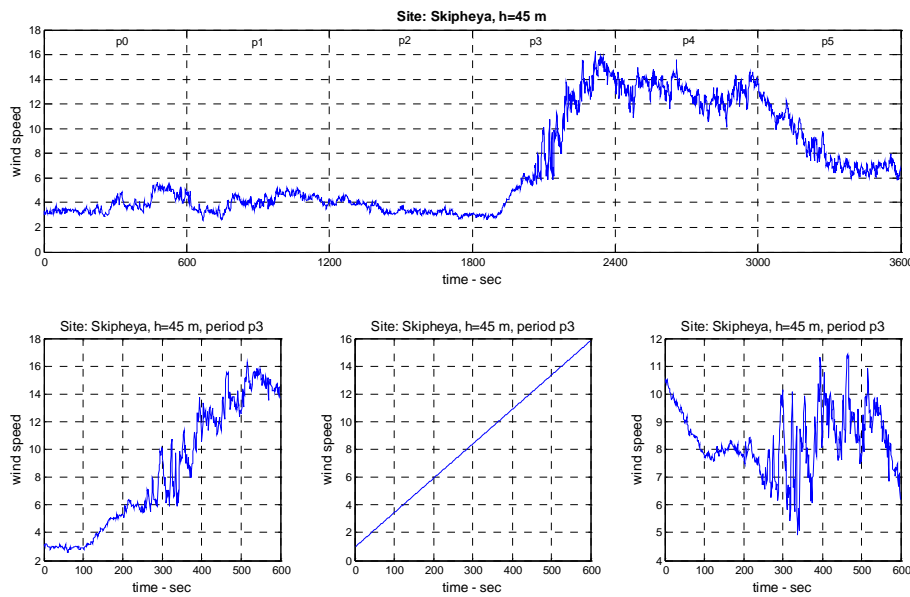 Site: Skipheya, h=45 m
18
16
14
12
10
8
6
4
2
0
wind speed
p0 p1 p2 p3 p4 p5
0 600 1200 1800 2400 3000 3600
time - sec
Site: Skipheya, h=45 m, period p3
18
16
14
12
10
8
6
4
2
wind speed
0 100 200 300 400 500 600
time - sec
Site: Skipheya, h=45 m, period p3
16
14
12
10
8
6
4
2
0
wind speed
0 100 200 300 400 500 600
time - sec
Site: Skipheya, h=45 m, period p3
12
11
10
9
8
7
6
5
4
wind speed
0 100 200 300 400 500 600
time - sec